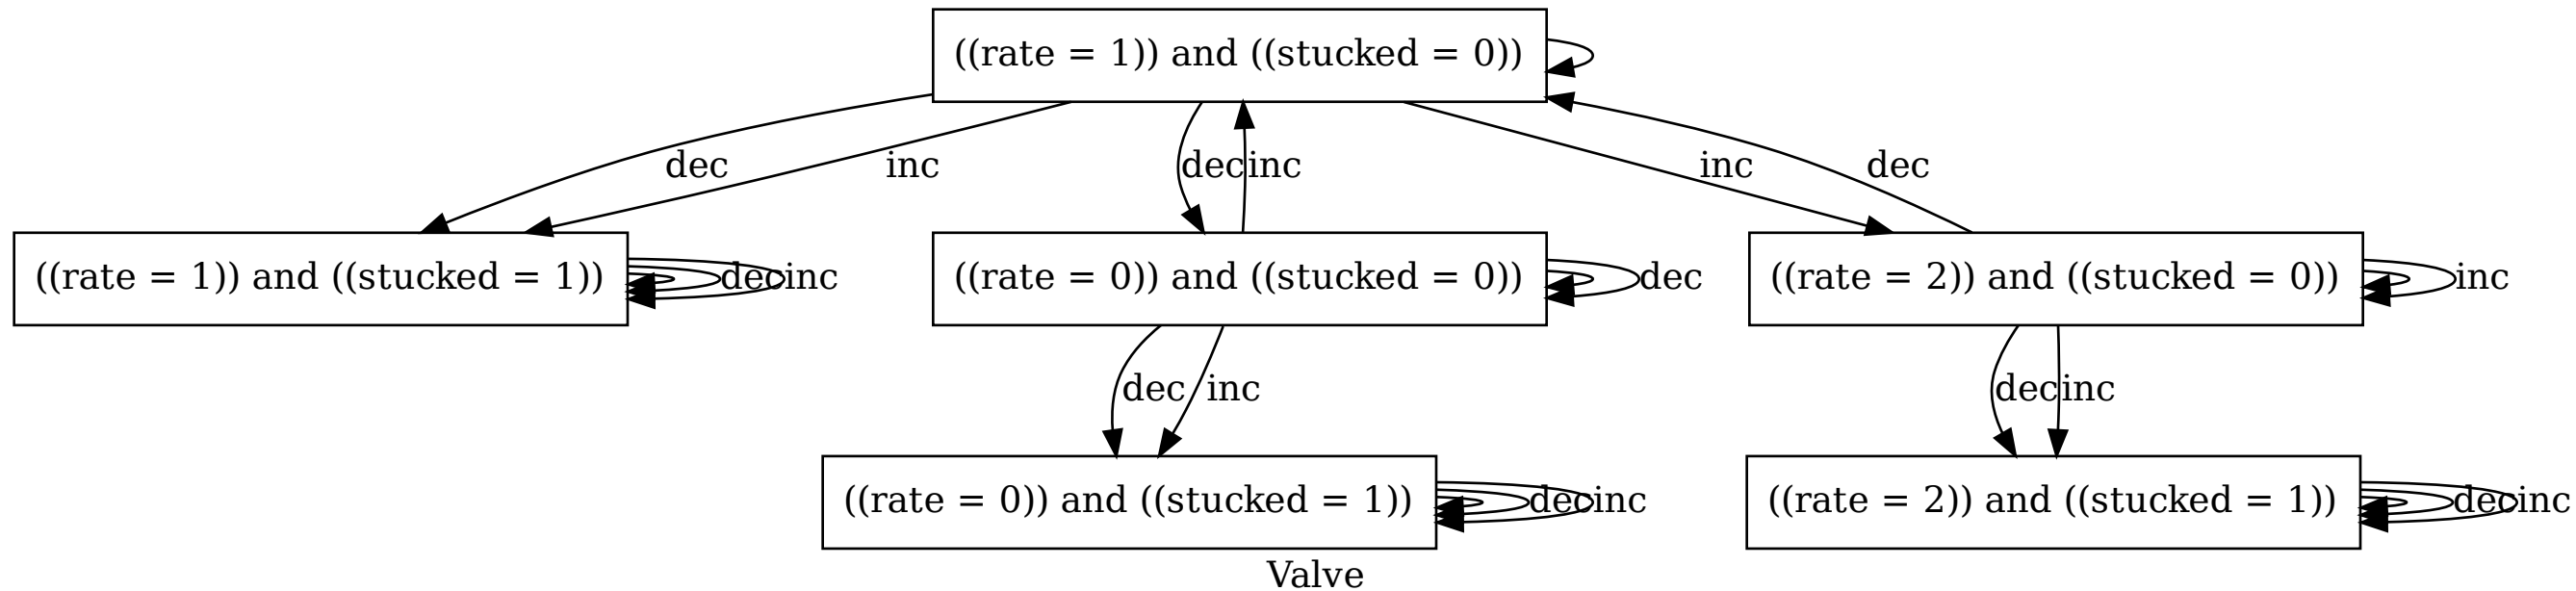 ((rate = 1)) and ((stucked = 0))
dec
inc
dec
inc
inc
dec
((rate = 1)) and ((stucked = 1))
dec
inc
((rate = 0)) and ((stucked = 0))
dec
((rate = 2)) and ((stucked = 0))
inc
dec
inc
dec
inc
((rate = 0)) and ((stucked = 1))
dec
inc
((rate = 2)) and ((stucked = 1))
dec
inc
Valve